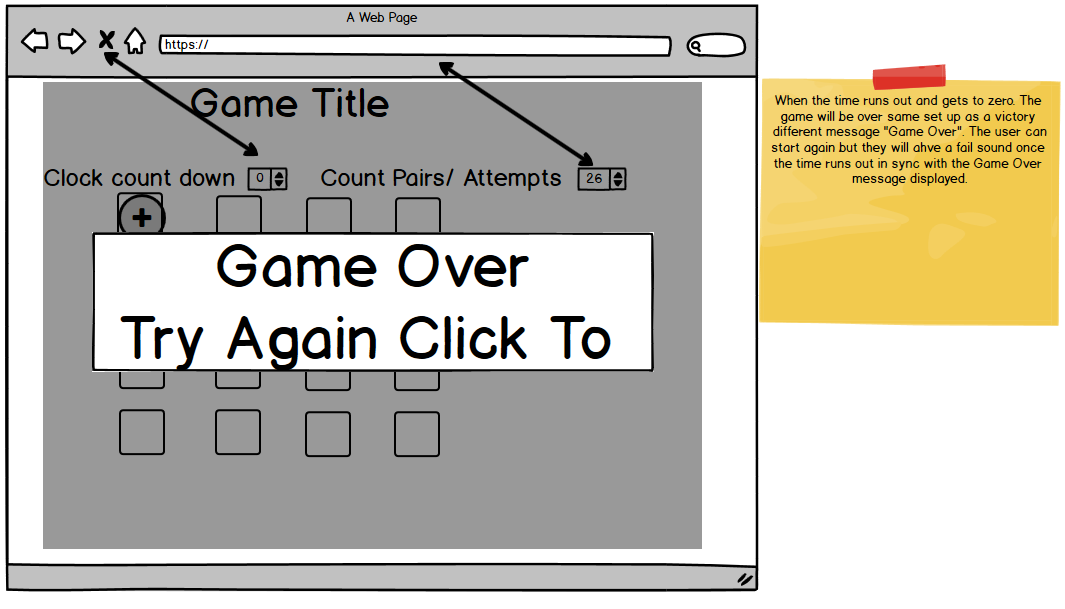 A Web Page
https://
Game Title
Clock count down 0 Count Pairs/ Attempts 26
Game Over
Try Again Click To
When the time runs out and gets to zero. The
game will be over same set up as a victory
different message "Game Over". The user can
start again but they will ahve a fail sound once
the time runs out in sync with the Game Over
message displayed.